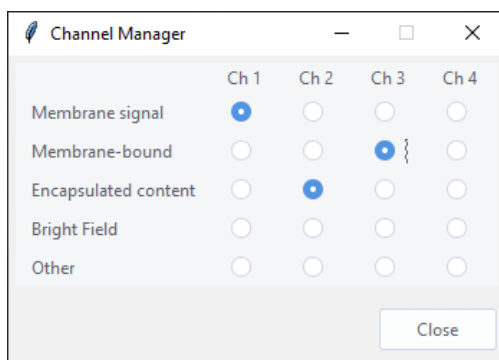 Channel Manager
Ch 1 Ch 2 Ch 3 Ch 4
Membrane signal
Membrane-bound
Encapsulated content
Bright Field
Other
Close